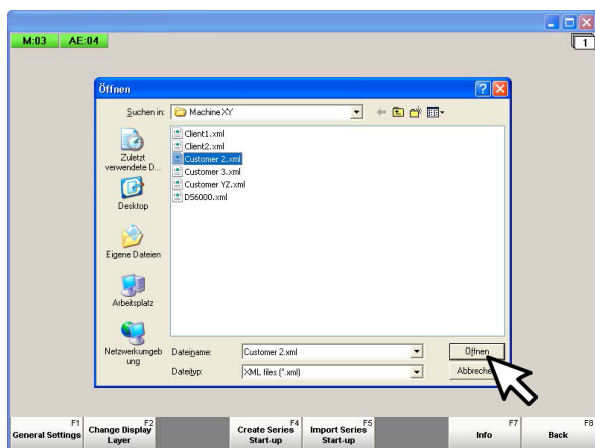 M:03 AE:04
1
Öffnen
Suchen in: Machine XY
Client1.xml
Client2.xml
Customer 2.xml
Customer 3.xml
Customer YZ.xml
DS6000.xml
Zuletzt
verwendete D...
Desktop
Eigene Dateien
Arbeitsplatz
Netzwerkumgeb
ung
Dateiname: Customer 2.xml Öffnen
Dateityp: XML files (*.xml)
F1 F2 F4 F5 F7 F8
General Settings Change Display Layer Create Series Start-up Import Series Start-up Info Back